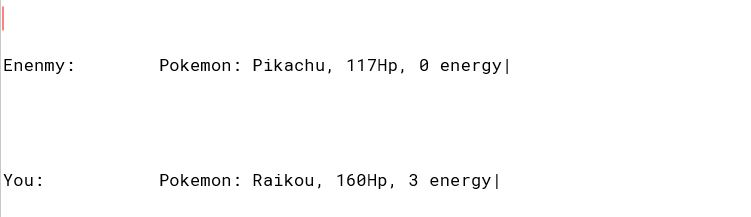 Enenmy: Pokemon: Pikachu, 117Hp, 0 energy|
You: Pokemon: Raikou, 160Hp, 3 energy|